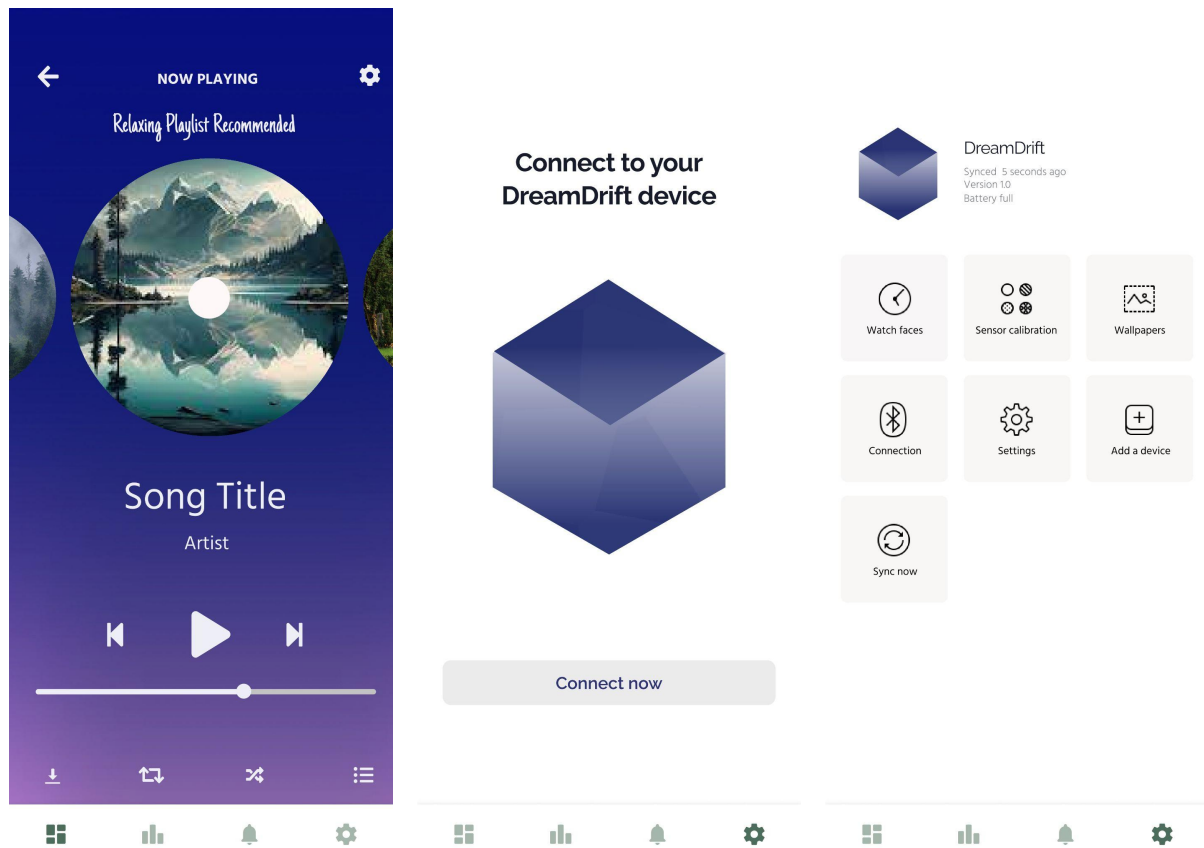 NOW PLAYING
Relaxing Playlist Recommended
Song Title
Artist
Connect to your
DreamDrift device
Connect now
DreamDrift
Synced 5 seconds ago
Version 1.0
Battery full
Watch faces
Sensor calibration
Wallpapers
Connection
Settings
Add a device
Sync now